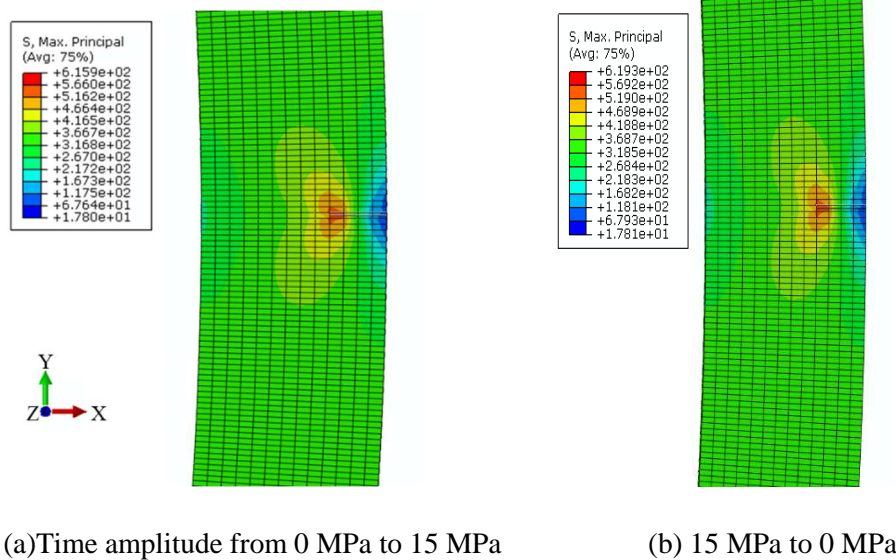 S, Max. Principal
(Avg: 75%)
+6.159e+02
+5.660e+02
+5.162e+02
+4.664e+02
+4.165e+02
+3.667e+02
+3.168e+02
+2.670e+02
+2.172e+02
+1.673e+02
+1.175e+02
+6.764e+01
+1.780e+01
S, Max. Principal
(Avg: 75%)
+6.193e+02
+5.692e+02
+5.190e+02
+4.689e+02
+4.188e+02
+3.687e+02
+3.185e+02
+2.684e+02
+2.183e+02
+1.682e+02
+1.181e+02
+6.793e+01
+1.781e+01
Y
Z X
(a)Time amplitude from 0 MPa to 15 MPa (b) 15 MPa to 0 MPa